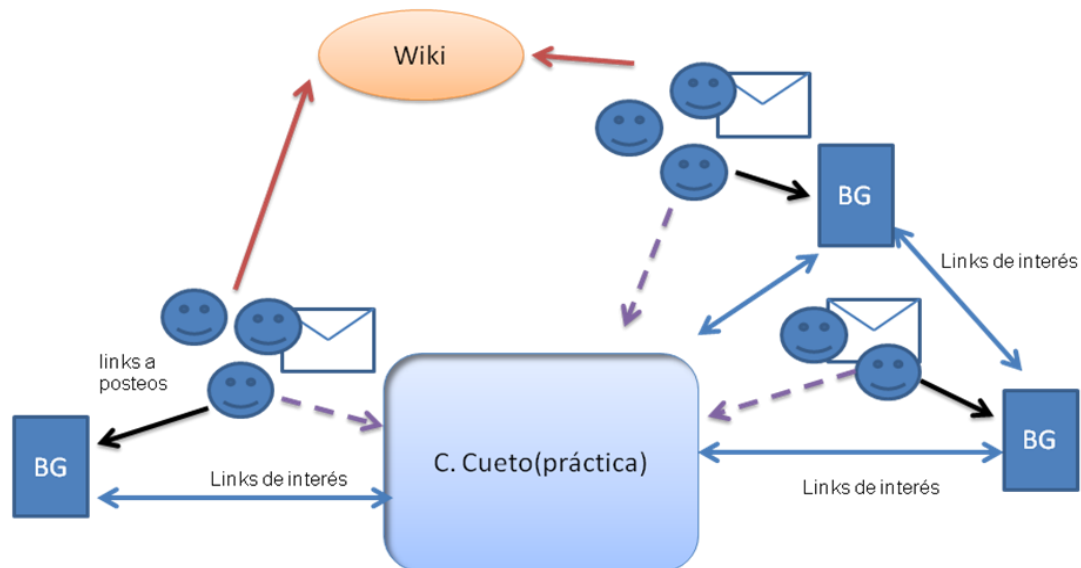 Wiki
BG
Links de interés
links a
posteos
BG
C. Cueto(práctica)
BG
Links de interés
Links de interés